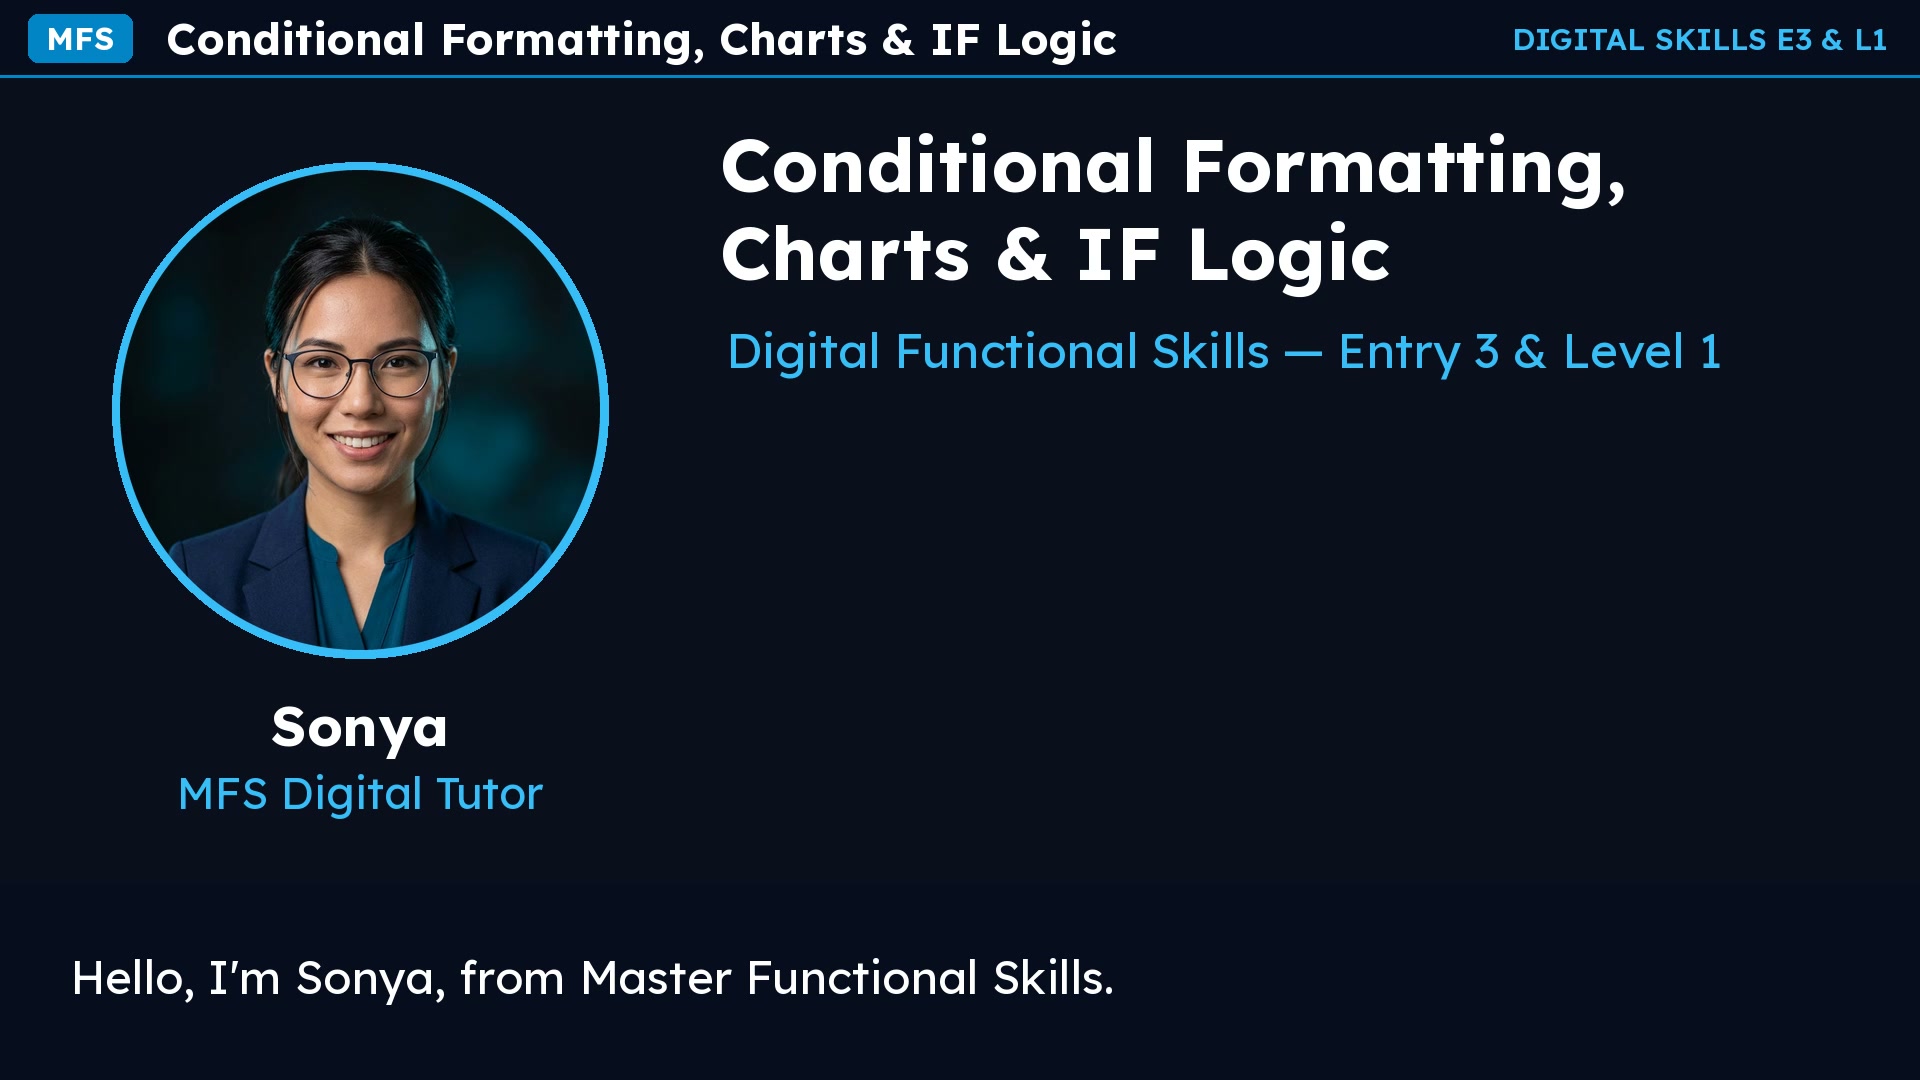 MFS
Conditional Formatting, Charts & IF Logic
DIGITAL SKILLS E3 & L1
Conditional Formatting,
Charts & IF Logic
Digital Functional Skills — Entry 3 & Level 1
Sonya
MFS Digital Tutor
Hello, I'm Sonya, from Master Functional Skills.